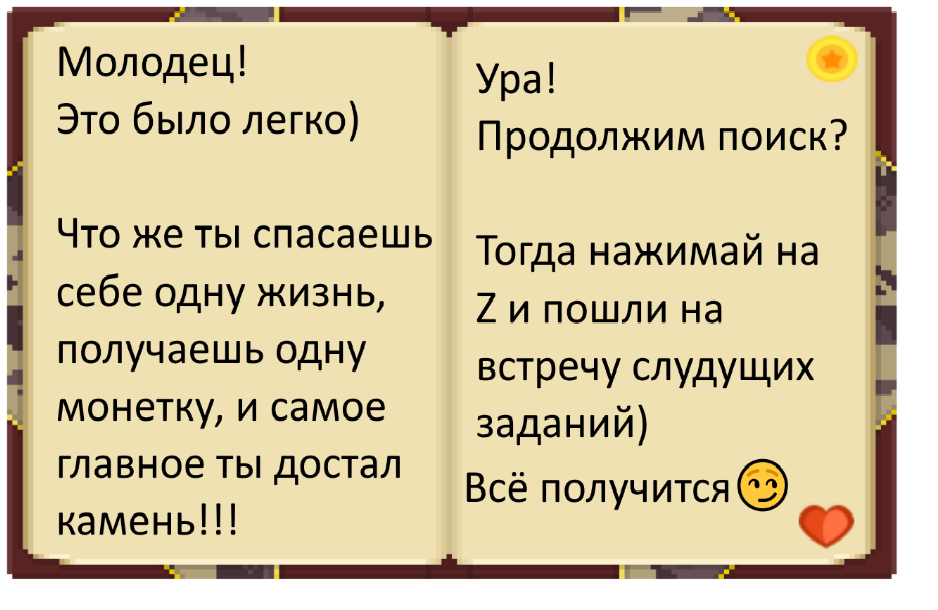 Молодец!
Это было легко)
Что же ты спасаешь
себе одну жизнь,
получаешь одну
монетку, и самое
главное ты достал
камень!!!
Ура!
Продолжим поиск?
Тогда нажимай на
Z и пошли на
встречу слудущих
заданий)
Всё получится😏